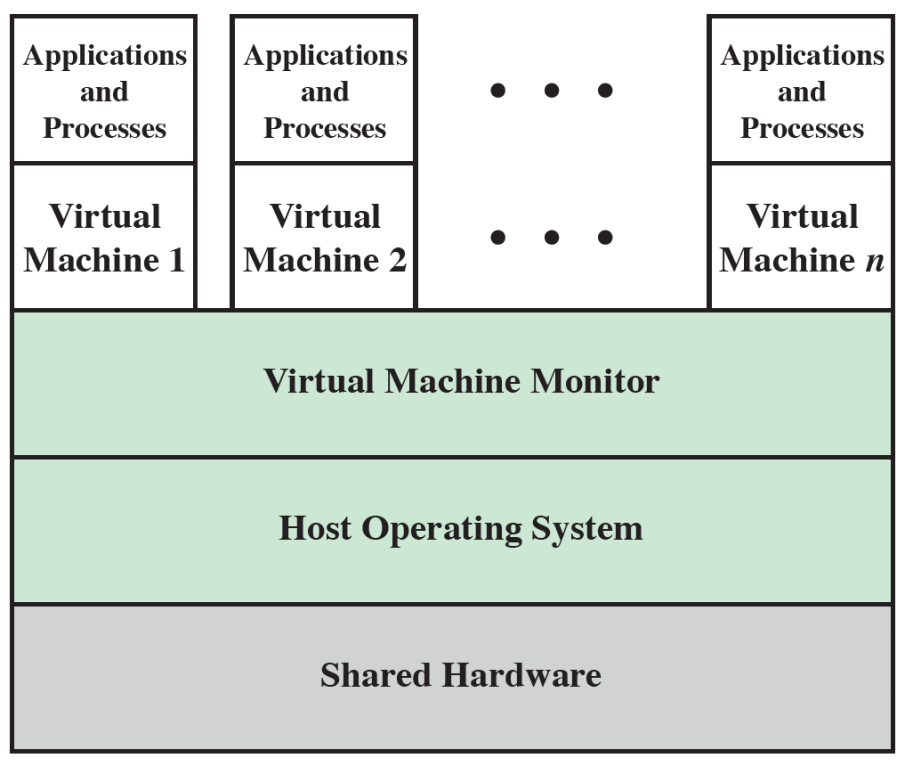 Applications
and
Processes
Applications
and
Processes
• • •
Applications
and
Processes
Virtual
Machine 1
Virtual
Machine 2
• • •
Virtual
Machine n
Virtual Machine Monitor
Host Operating System
Shared Hardware